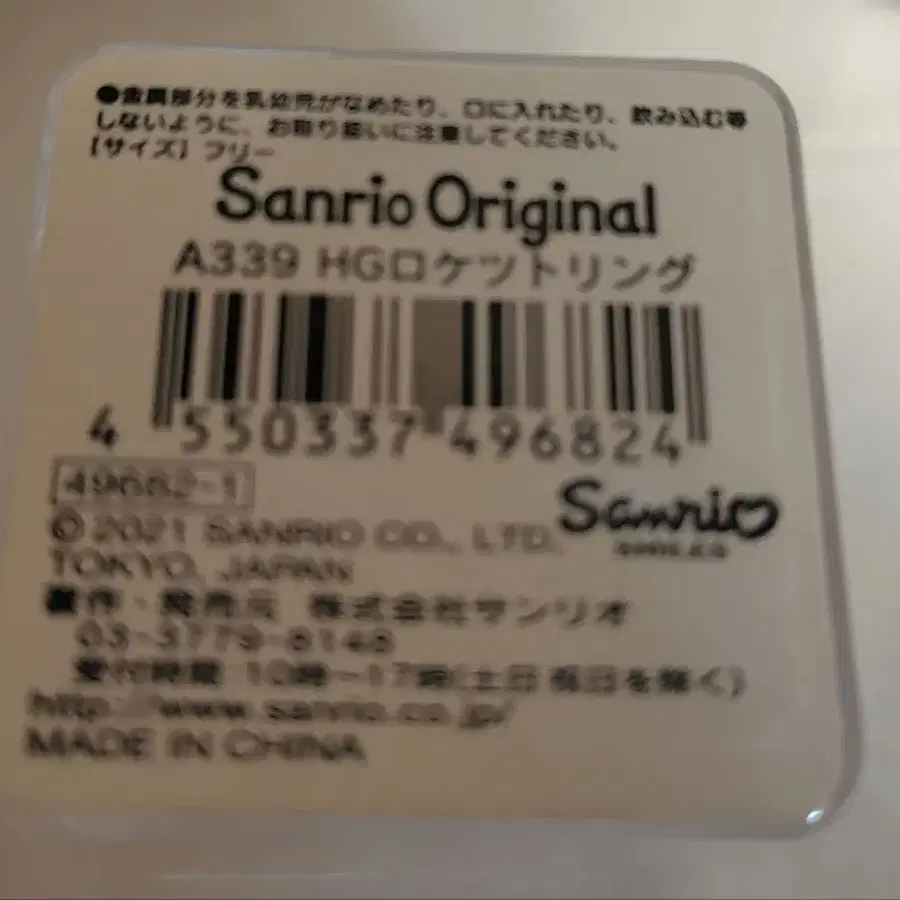 ●金属部分を乳幼児がなめたり、口に入れたり、飲み込む等
しないように、お取り扱いに注意してください。
【サイズ】フリー
Sanrio Original
A339 HGロケットリング
4 550337 496824
49682-1
© 2021 SANRIO CO., LTD.
Sanrio
TOKYO, JAPAN
製作・発売元 株式会社サンリオ
03-3779-8148
受付時間 10時～17時(土日祝日を除く)
http://www.sanrio.co.jp/
MADE IN CHINA